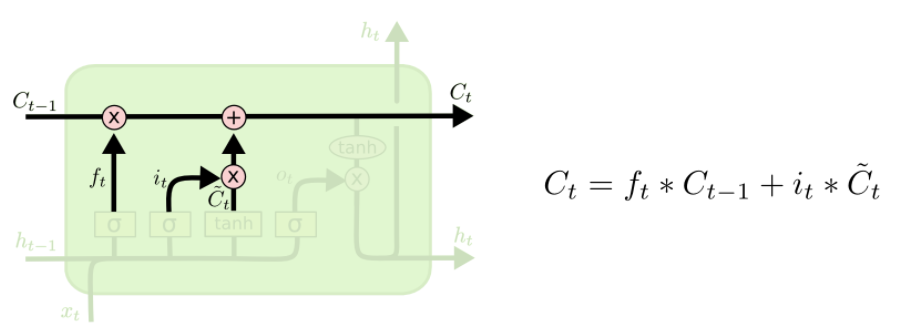 h_t
C_{t-1}
C_t
x
+
tanh
f_t
i_t
x
o_t
x
C̃_t
σ
σ
tanh
σ
h_{t-1}
h_t
x_t
C_t = f_t * C_{t-1} + i_t * C̃_t